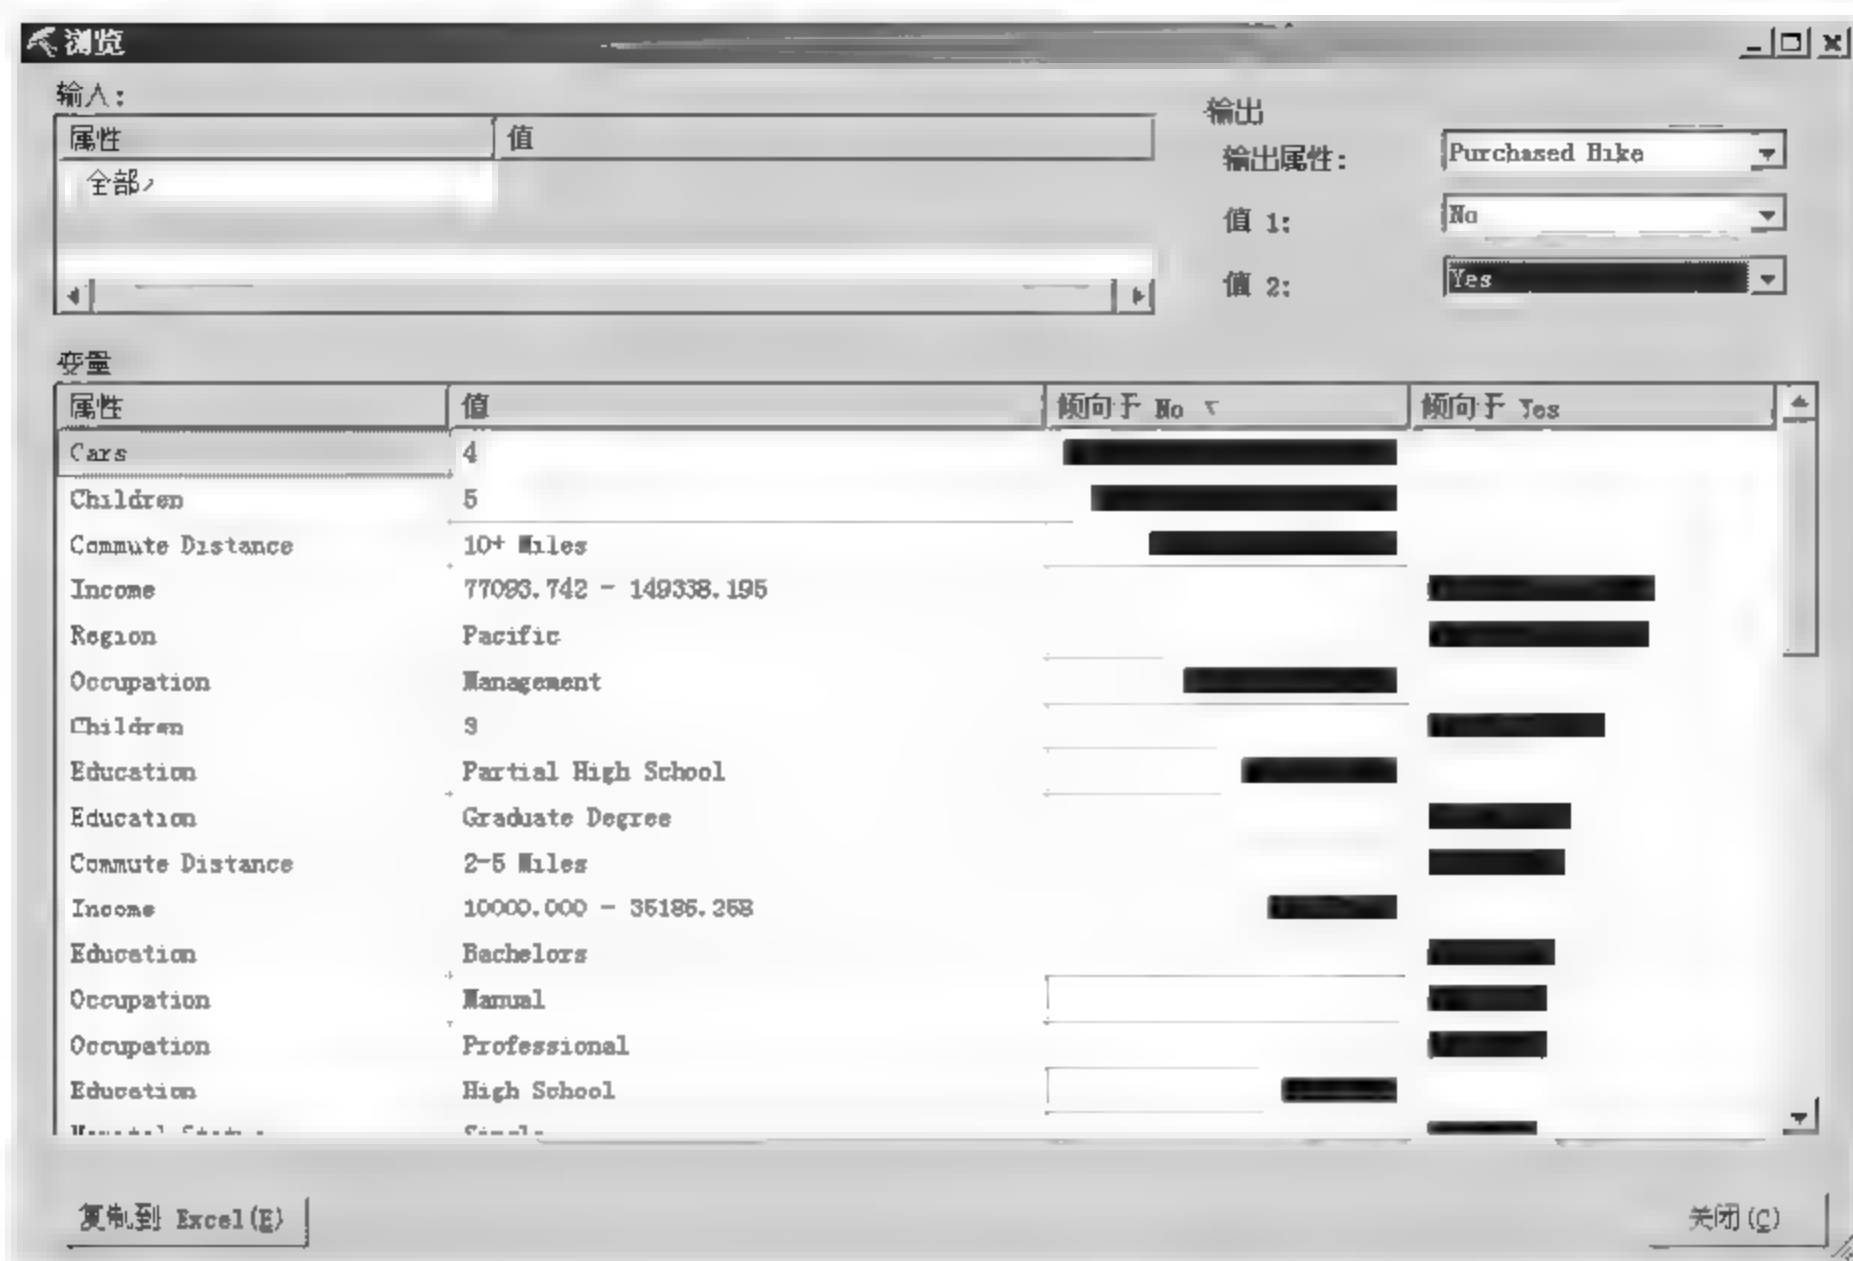 浏览
输入:
属性 值
全部
输出
输出属性: Purchased Bike
值 1: No
值 2: Yes
变量
属性 值 倾向于 No 倾向于 Yes
Cars 4
Children 5
Commute Distance 10+ Miles
Income 77093.742 - 149338.195
Region Pacific
Occupation Management
Children 3
Education Partial High School
Education Graduate Degree
Commute Distance 2-5 Miles
Income 10000.000 - 35185.258
Education Bachelors
Occupation Manual
Occupation Professional
Education High School
Marital Status Single
复制到 Excel(E)
关闭(C)